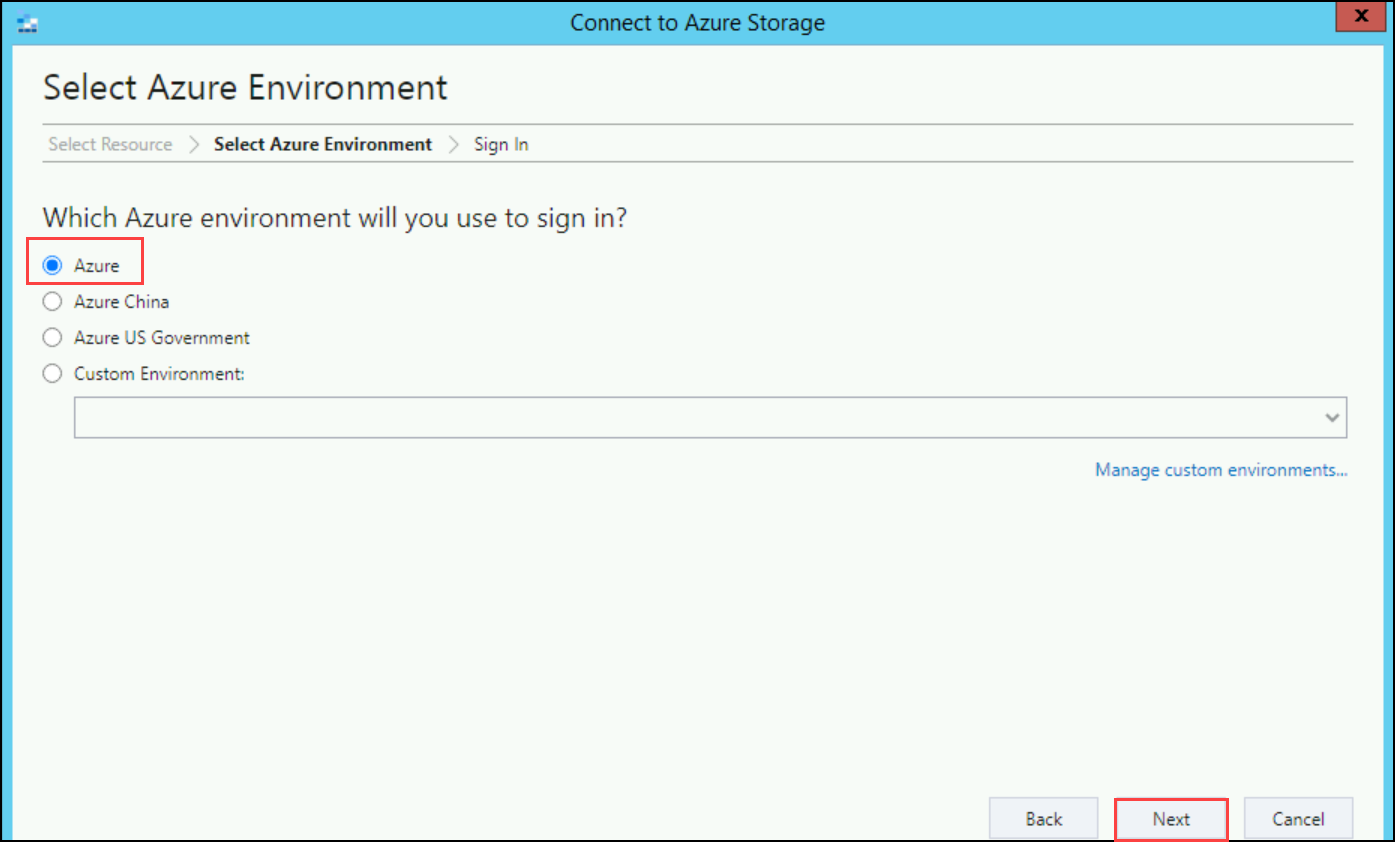 Connect to Azure Storage
X
Select Azure Environment
Select Resource > Select Azure Environment > Sign In
Which Azure environment will you use to sign in?
Azure
Azure China
Azure US Government
Custom Environment:
Manage custom environments...
Back Next Cancel